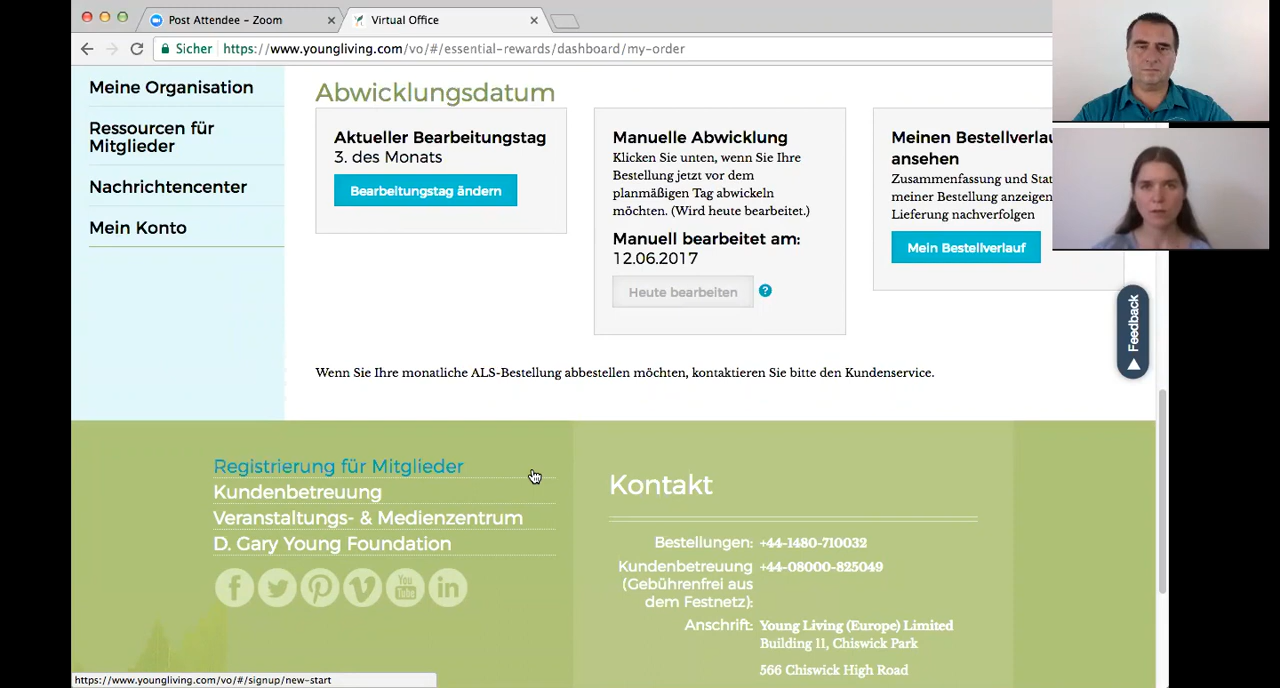 Post Attendee - Zoom
Virtual Office
Sicher
https://www.youngliving.com/vo/#/essential-rewards/dashboard/my-order
Meine Organisation
Ressourcen für
Mitglieder
Nachrichtencenter
Mein Konto
Abwicklungsdatum
Aktueller Bearbeitungstag
3. des Monats
Bearbeitungstag ändern
Manuelle Abwicklung
Klicken Sie unten, wenn Sie Ihre
Bestellung jetzt vor dem
planmäßigen Tag abwickeln
möchten. (Wird heute bearbeitet.)
Manuell bearbeitet am:
12.06.2017
Heute bearbeiten
?
Meinen Bestellverlau
ansehen
Zusammenfassung und Stat
meiner Bestellung anzeigen
Lieferung nachverfolgen
Mein Bestellverlauf
Feedback
Wenn Sie Ihre monatliche ALS-Bestellung abbestellen möchten, kontaktieren Sie bitte den Kundenservice.
Registrierung für Mitglieder
Kundenbetreuung
Veranstaltungs- & Medienzentrum
D. Gary Young Foundation
You
Tube
in
Kontakt
Bestellungen: +44-1480-710032
Kundenbetreuung +44-08000-825049
(Gebührenfrei aus
dem Festnetz):
Anschrift: Young Living (Europe) Limited
Building 11, Chiswick Park
566 Chiswick High Road
https://www.youngliving.com/vo/#/signup/new-start